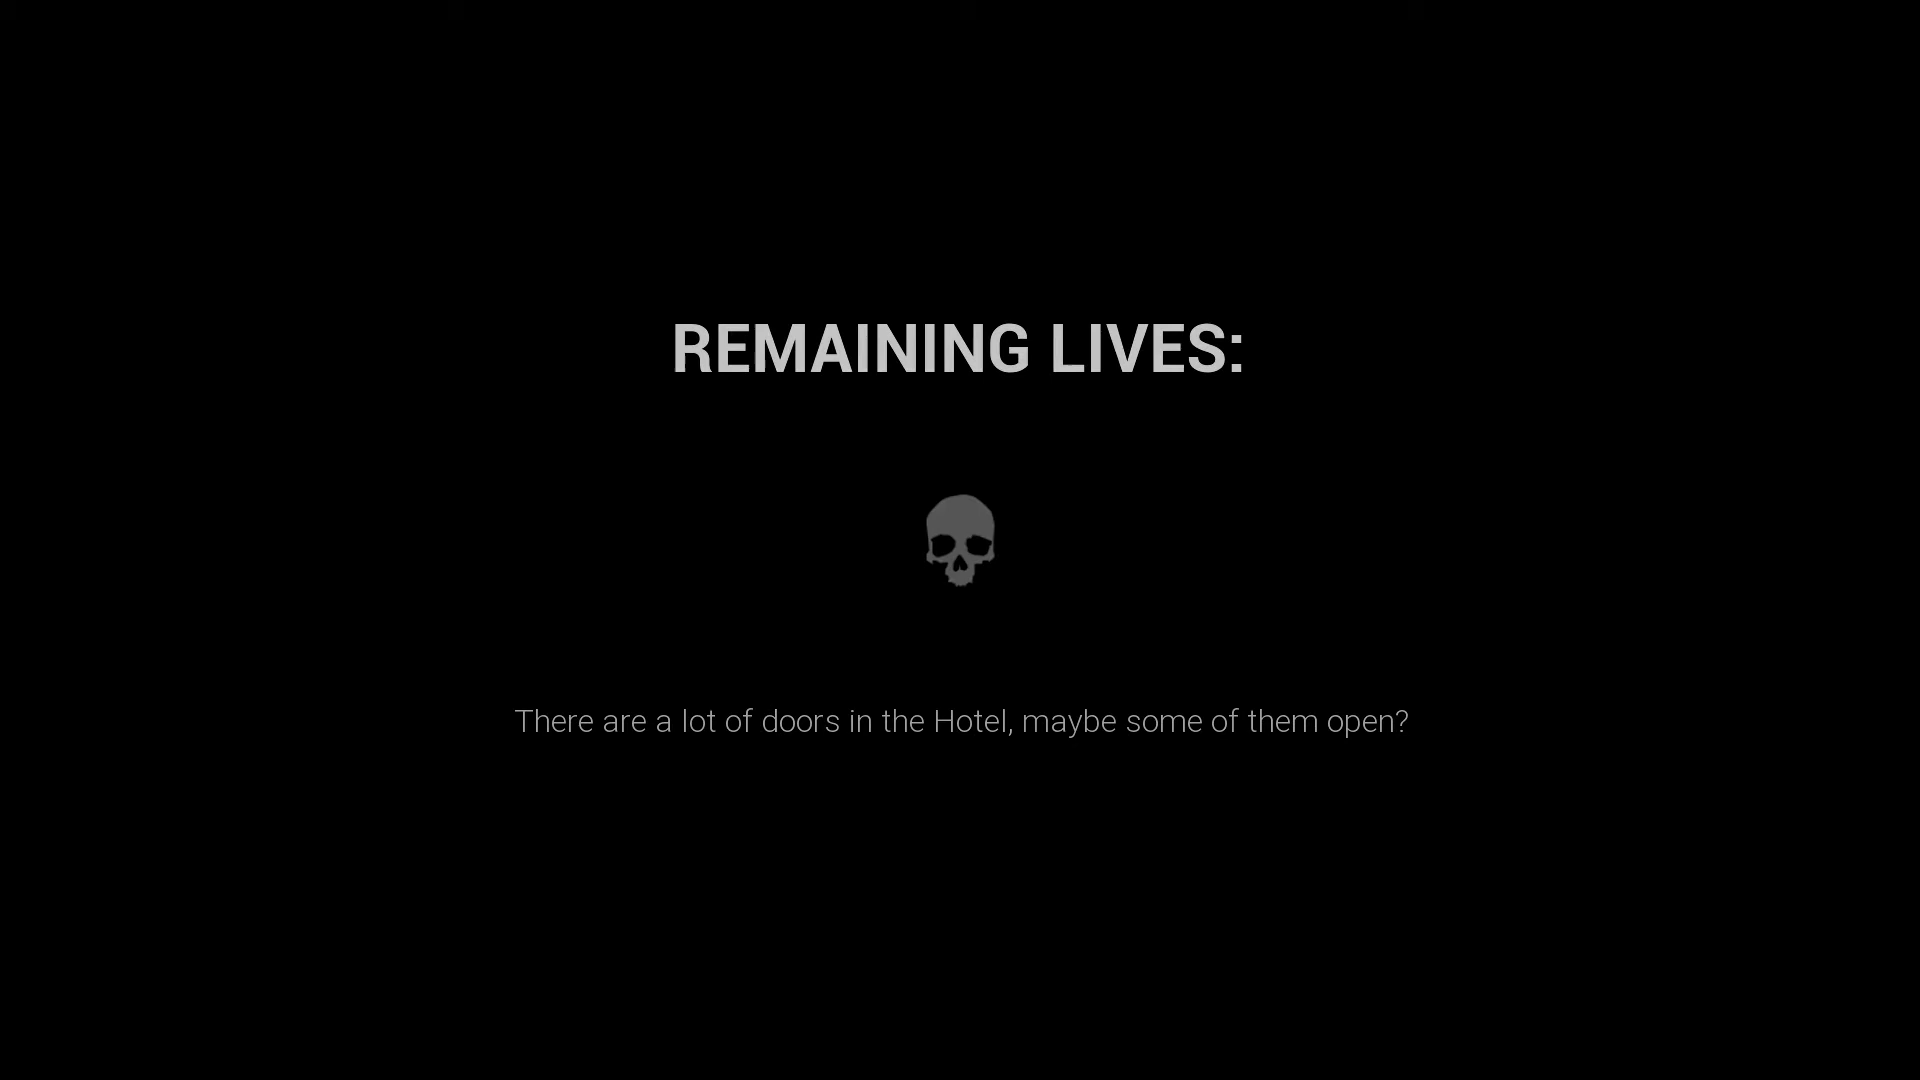 REMAINING LIVES:
There are a lot of doors in the Hotel, maybe some of them open?